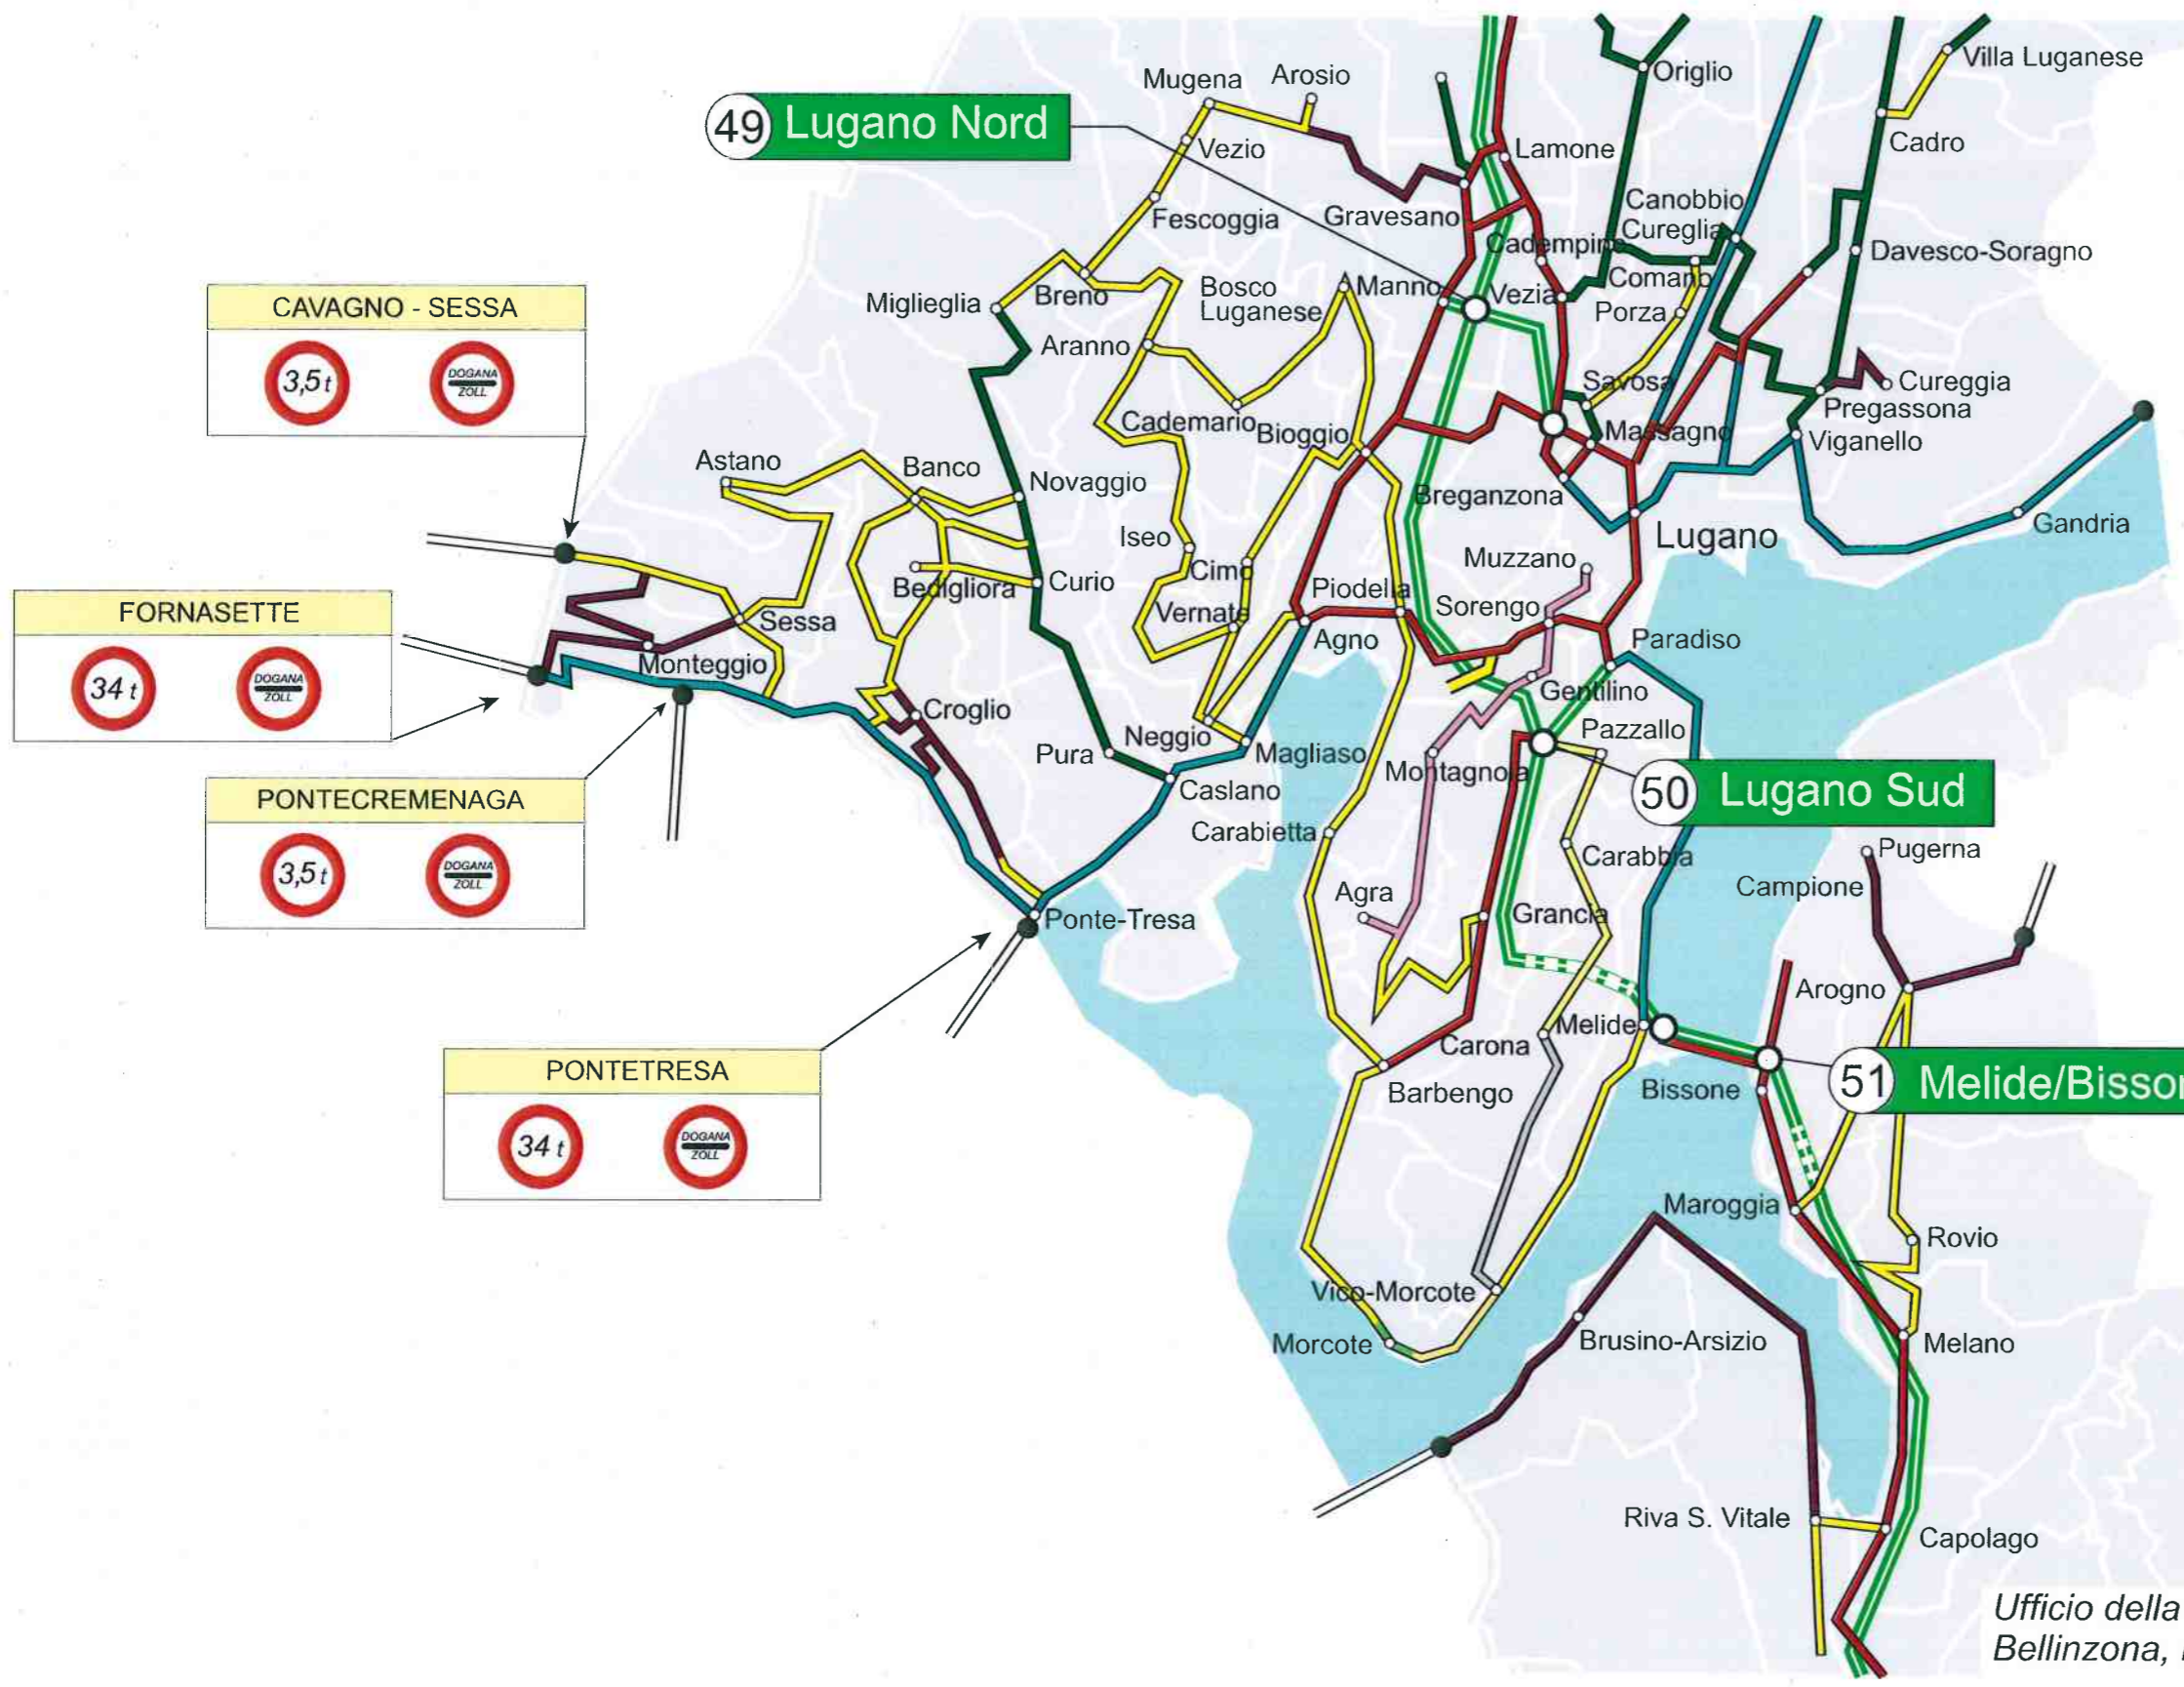 Villa Luganese
Origlio
Mugena
Arosio
49 Lugano Nord
Cadro
Lamone
Vezio
Canobbio
Fescoggia
Gravesano
Cureglia
Cadempino
Davesco-Soragno
Comano
Bosco
Luganese
Manno
Vezia
Porza
Breno
Miglieglia
CAVAGNO - SESSA
3,5 t
DOGANA
ZOLL
Aranno
Savosa
Cureggia
Pregassona
Cademario
Bioggio
Massagno
Viganello
Astano
Banco
Novaggio
Breganzona
Gandria
Lugano
Iseo
Muzzano
Cimo
Bedigliora
Curio
Piodella
Sorengo
FORNASETTE
34 t
DOGANA
ZOLL
Sessa
Vernate
Agno
Paradiso
Monteggio
Gentilino
Croglio
Pazzallo
Neggio
Magliaso
Pura
Montagnola
50 Lugano Sud
Caslano
PONTECREMENAGA
3,5 t
DOGANA
ZOLL
Carabietta
Carabbia
Pugerna
Campione
Agra
Grancia
Ponte-Tresa
Arogno
Melide
Carona
PONTETRESA
34 t
DOGANA
ZOLL
Barbengo
Bissone
51 Melide/Bisson
Maroggia
Rovio
Vico-Morcote
Morcote
Brusino-Arsizio
Melano
Riva S. Vitale
Capolago
Ufficio della
Bellinzona,